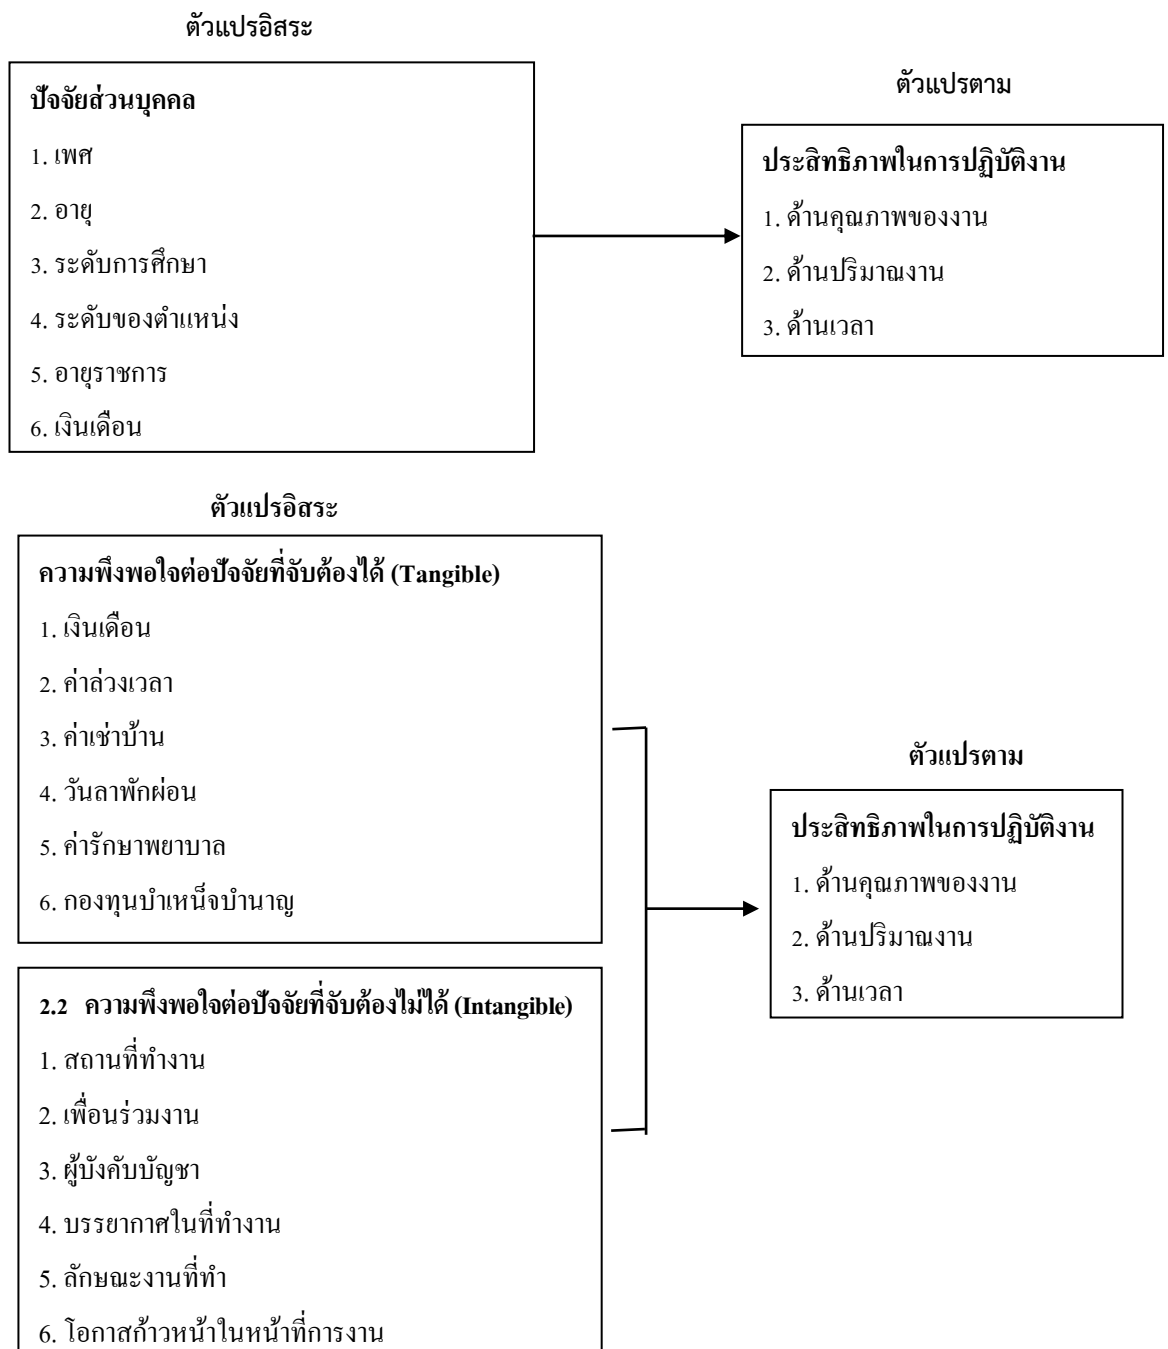 ตัวแปรอิสระ
ปัจจัยส่วนบุคคล
1. เพศ
2. อายุ
3. ระดับการศึกษา
4. ระดับของตำแหน่ง
5. อายุราชการ
6. เงินเดือน
ตัวแปรตาม
ประสิทธิภาพในการปฏิบัติงาน
1. ด้านคุณภาพของงาน
2. ด้านปริมาณงาน
3. ด้านเวลา
ตัวแปรอิสระ
ความพึงพอใจต่อปัจจัยที่จับต้องได้ (Tangible)
1. เงินเดือน
2. ค่าล่วงเวลา
3. ค่าเช่าบ้าน
4. วันลาพักผ่อน
5. ค่ารักษาพยาบาล
6. กองทุนบำเหน็จบำนาญ
2.2 ความพึงพอใจต่อปัจจัยที่จับต้องไม่ได้ (Intangible)
1. สถานที่ทำงาน
2. เพื่อนร่วมงาน
3. ผู้บังคับบัญชา
4. บรรยากาศในที่ทำงาน
5. ลักษณะงานที่ทำ
6. โอกาสก้าวหน้าในหน้าที่การงาน
ตัวแปรตาม
ประสิทธิภาพในการปฏิบัติงาน
1. ด้านคุณภาพของงาน
2. ด้านปริมาณงาน
3. ด้านเวลา